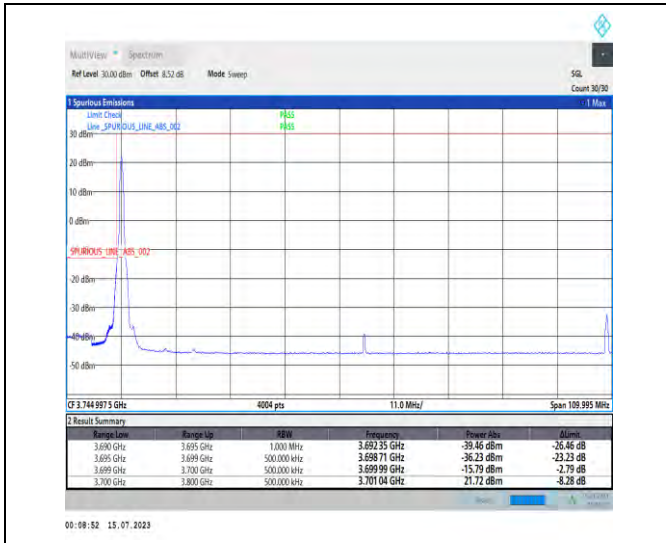 MultiView Spectrum
Ref Level 30.00 dBm Offset 8.52 dB Mode Sweep SGL
Count 30/30
1 Spurious Emissions 1 Max
Limit Check PASS
Line _SPURIOUS_LINE_ABS_002 PASS
30 dBm
20 dBm
10 dBm
0 dBm
SPURIOUS_LINE_ABS_002
-20 dBm
-30 dBm
-40 dBm
-50 dBm
CF 3.744 997 5 GHz 4004 pts 11.0 MHz/ Span 109.995 MHz
2 Result Summary
Range Low Range Up RBW Frequency Power Abs ΔLimit
3.690 GHz 3.695 GHz 1.000 MHz 3.692 35 GHz -39.46 dBm -26.46 dB
3.695 GHz 3.699 GHz 500.000 kHz 3.698 71 GHz -36.23 dBm -23.23 dB
3.699 GHz 3.700 GHz 500.000 kHz 3.699 99 GHz -15.79 dBm -2.79 dB
3.700 GHz 3.800 GHz 500.000 kHz 3.701 04 GHz 21.72 dBm -8.28 dB
00:08:52 15.07.2023